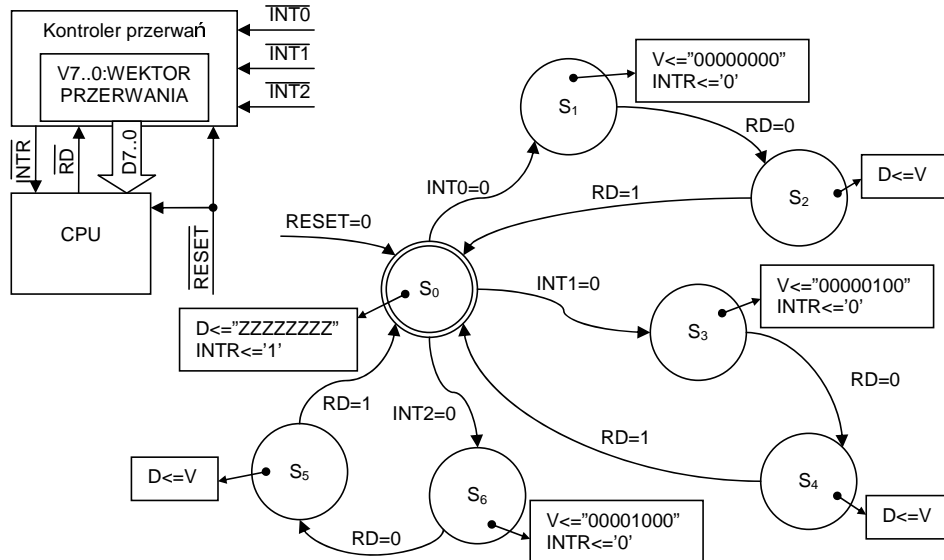 Kontroler przerwań
V7..0:WEKTOR
PRZERWANIA
INT0
INT1
INT2
INTR
RD
D7..0
CPU
RESET
V<="00000000"
INTR<='0'
S1
RD=0
INT0=0
RD=1
S2
D<=V
RESET=0
S0
INT1=0
V<="00000100"
INTR<='0'
S3
D<="ZZZZZZZZ"
INTR<='1'
RD=0
RD=1
INT2=0
RD=1
D<=V
S5
S6
S4
D<=V
RD=0
V<="00001000"
INTR<='0'